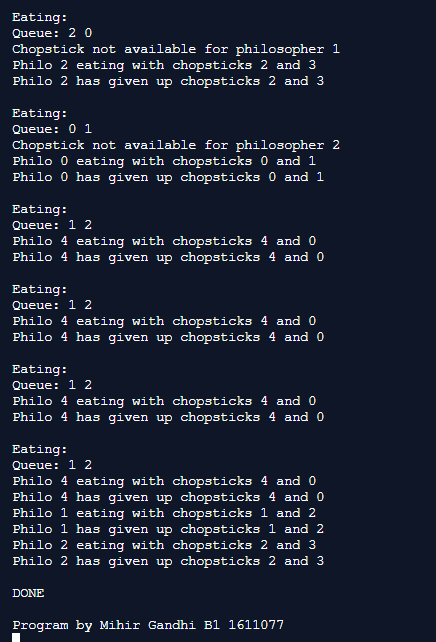 Eating:
Queue: 2 0
Chopstick not available for philosopher 1
Philo 2 eating with chopsticks 2 and 3
Philo 2 has given up chopsticks 2 and 3
Eating:
Queue: 0 1
Chopstick not available for philosopher 2
Philo 0 eating with chopsticks 0 and 1
Philo 0 has given up chopsticks 0 and 1
Eating:
Queue: 1 2
Philo 4 eating with chopsticks 4 and 0
Philo 4 has given up chopsticks 4 and 0
Eating:
Queue: 1 2
Philo 4 eating with chopsticks 4 and 0
Philo 4 has given up chopsticks 4 and 0
Eating:
Queue: 1 2
Philo 4 eating with chopsticks 4 and 0
Philo 4 has given up chopsticks 4 and 0
Eating:
Queue: 1 2
Philo 4 eating with chopsticks 4 and 0
Philo 4 has given up chopsticks 4 and 0
Philo 1 eating with chopsticks 1 and 2
Philo 1 has given up chopsticks 1 and 2
Philo 2 eating with chopsticks 2 and 3
Philo 2 has given up chopsticks 2 and 3
DONE
Program by Mihir Gandhi B1 1611077